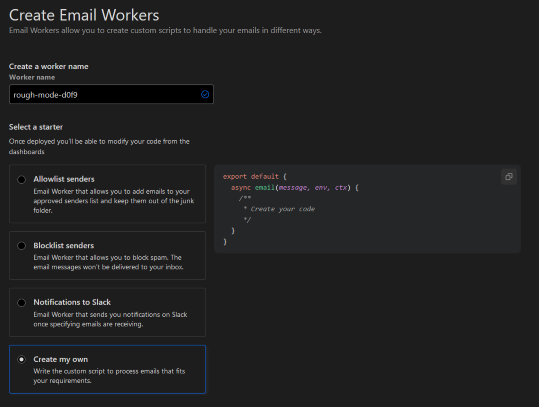 Create Email Workers
Email Workers allow you to create custom scripts to handle your emails in different ways.
Create a worker name
Worker name
rough-mode-d0f9
Select a starter
Once deployed you'll be able to modify your code from the
dashboards
Allowlist senders
Email Worker that allows you to add emails to your
approved senders list and keep them out of the junk
folder.
Blocklist senders
Email Worker that allows you to block spam. The
email messages won't be delivered to your inbox.
Notifications to Slack
Email Worker that sends you notifications on Slack
once specifying emails are receiving.
Create my own
Write the custom script to process emails that fits
your requirements.
export default {
async email(message, env, ctx) {
/**
* Create your code
*/
}
}